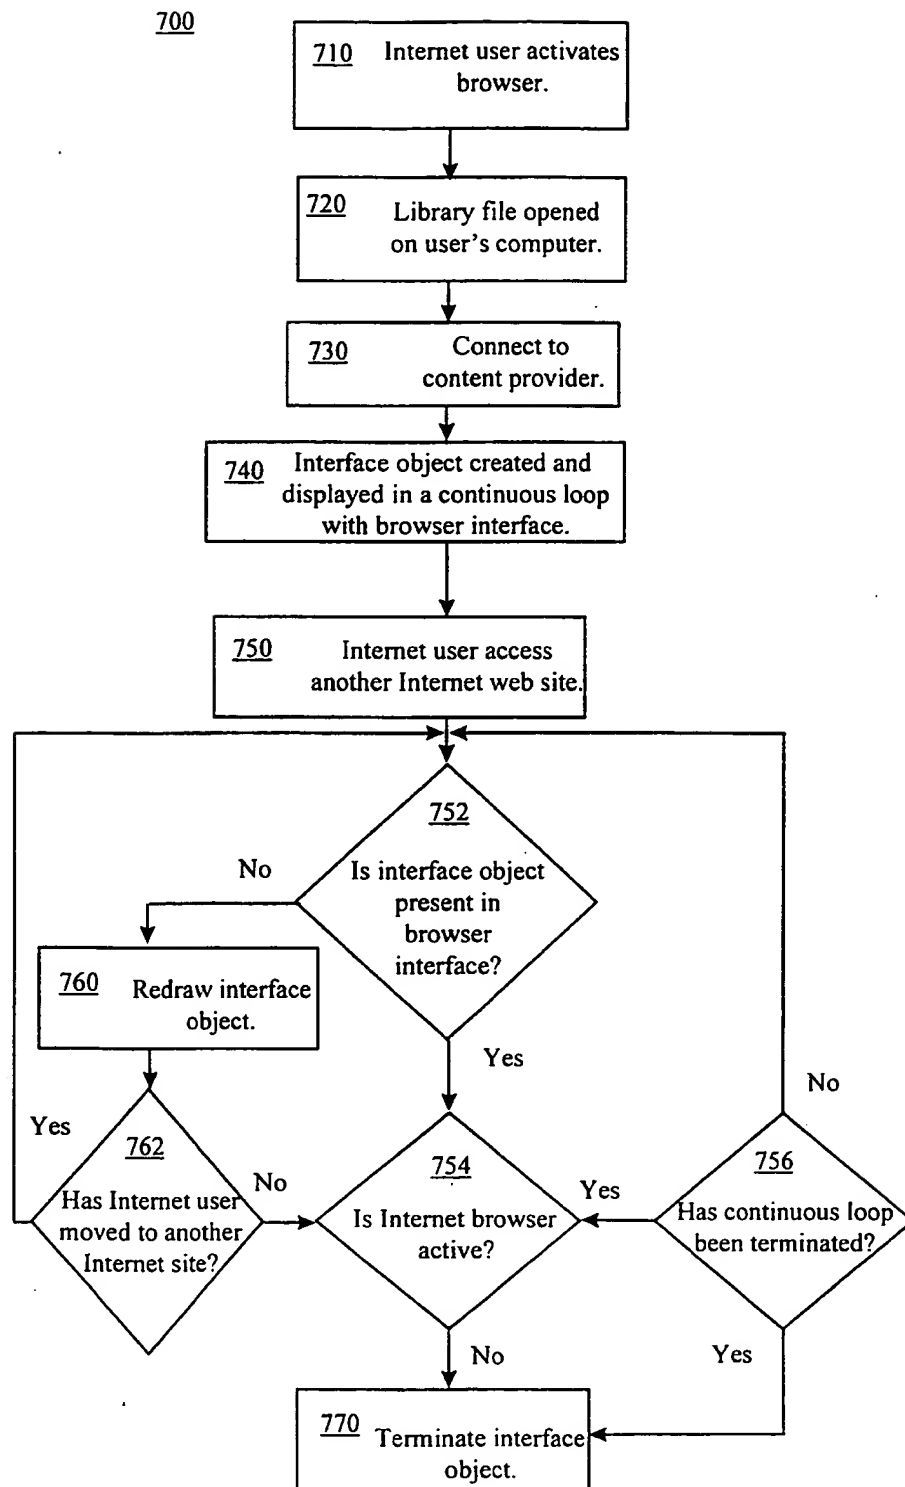 700
710 Internet user activates
browser.
720 Library file opened
on user's computer.
730 Connect to
content provider.
740 Interface object created and
displayed in a continuous loop
with browser interface.
750 Internet user access
another Internet web site.
752
Is interface object
present in
browser
interface?
No
760 Redraw interface
object.
Yes
No
Yes
762
Has Internet user
moved to another
Internet site?
No
754
Is Internet browser
active?
Yes
756
Has continuous loop
been terminated?
No
Yes
770 Terminate interface
object.